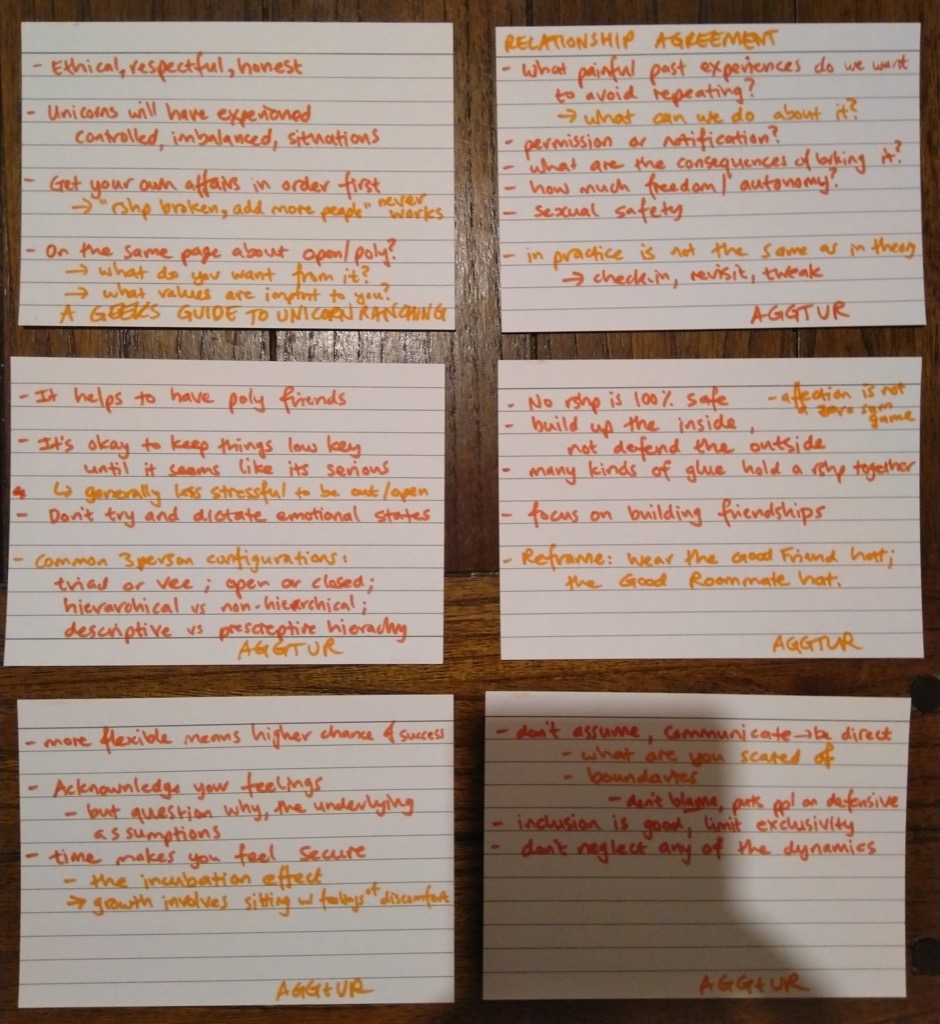 - Ethical, respectful, honest
- Unicorns will have experienced
controlled, imbalanced, situations
- Get your own affairs in order first
→ "rshp broken, add more people" never works
- On the same page about open/poly?
→ what do you want from it?
→ what values are imptnt to you?
A GEEKS GUIDE TO UNICORN RANCHING
RELATIONSHIP AGREEMENT
- What painful past experiences do we want
to avoid repeating?
→ what can we do about it?
- permission or notification?
- what are the consequences of brking it?
- how much freedom/autonomy?
- sexual safety
- in practice is not the same as in theory
→ check.in, revisit, tweak
AGGTUR
- It helps to have poly friends
- It's okay to keep things low key
until it seems like its serious
↳ generally less stressful to be out/open
- Don't try and dictate emotional states
- Common 3 person configurations:
triad or vee; open or closed;
hierarchical vs non-hierarchical;
descriptive vs prescreptive hierachy
AGGTUR
- No rshp is 100% safe
- affection is not
a zero sum
game
- build up the inside,
not defend the outside
- many kinds of glue hold a rshp together
- focus on building friendships
- Reframe: wear the Good Friend hat;
the Good Roommate hat.
AGGTUR
- more flexible means higher chance of success
- Acknowledge your feelings
- but question why, the underlying
assumptions
- time makes you feel secure
- the incubation effect
→ growth involves sitting w feelings of discomfort
AGGtUR
- don't assume, communicate → be direct
- what are you scared of
- boundaries
- don't blame, puts ppl on defensive
- inclusion is good, limit exclusivity
- don't neglect any of the dynamics
AGGtUR